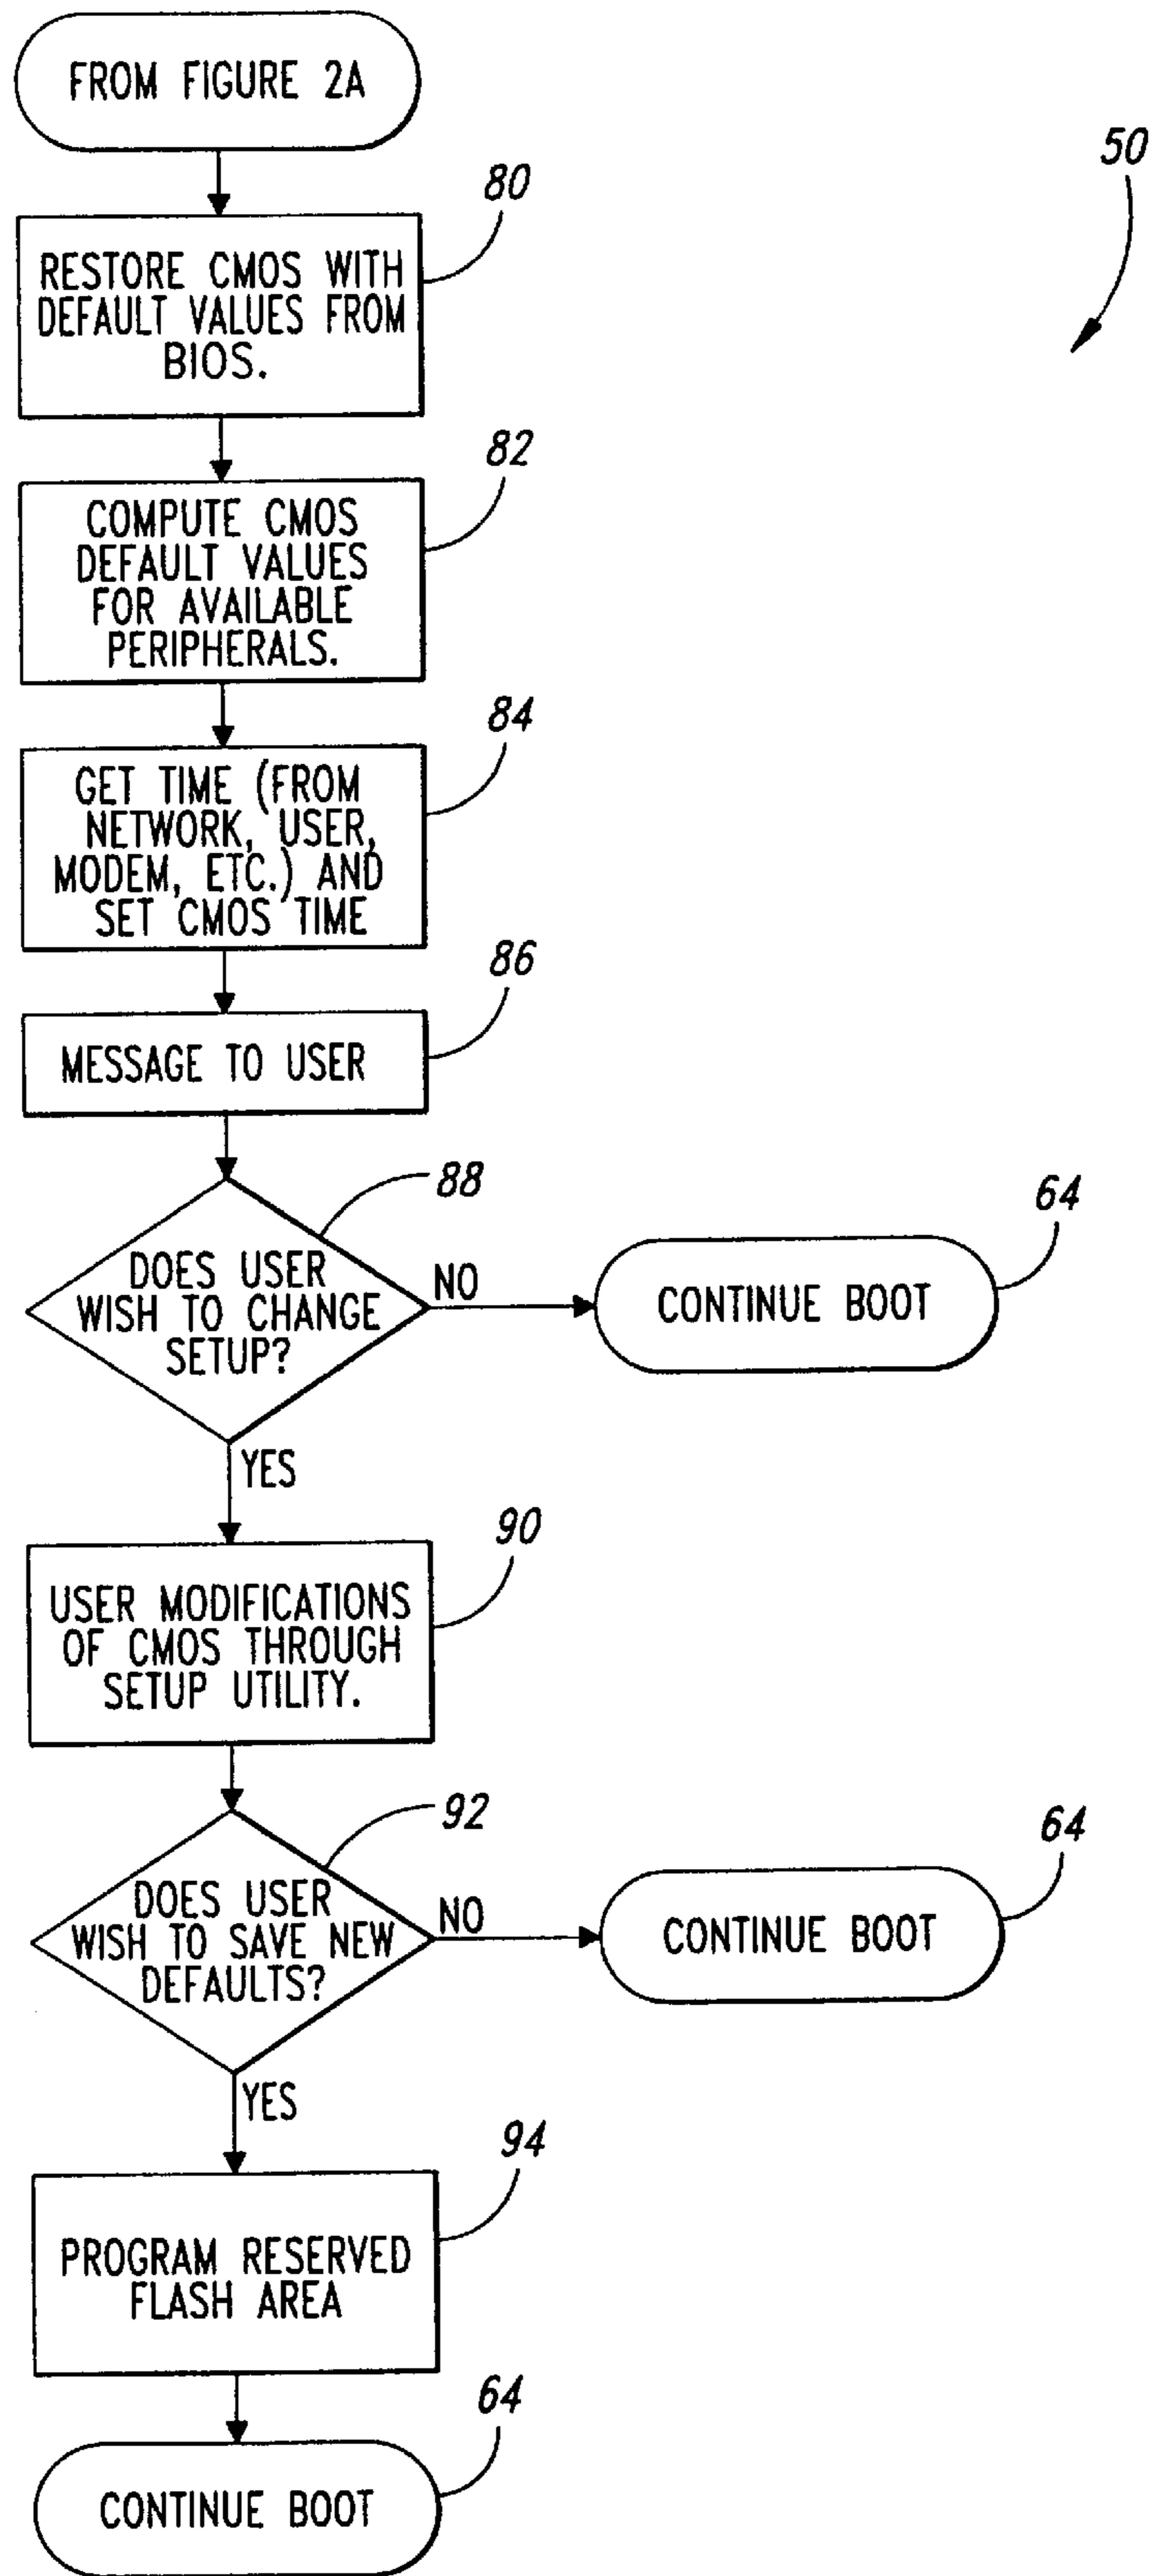 FROM FIGURE 2A
50
80
RESTORE CMOS WITH
DEFAULT VALUES FROM
BIOS.
82
COMPUTE CMOS
DEFAULT VALUES
FOR AVAILABLE
PERIPHERALS.
84
GET TIME (FROM
NETWORK, USER,
MODEM, ETC.) AND
SET CMOS TIME
86
MESSAGE TO USER
88
DOES USER
WISH TO CHANGE
SETUP?
NO
64
CONTINUE BOOT
YES
90
USER MODIFICATIONS
OF CMOS THROUGH
SETUP UTILITY.
92
DOES USER
WISH TO SAVE NEW
DEFAULTS?
NO
64
CONTINUE BOOT
YES
94
PROGRAM RESERVED
FLASH AREA
64
CONTINUE BOOT